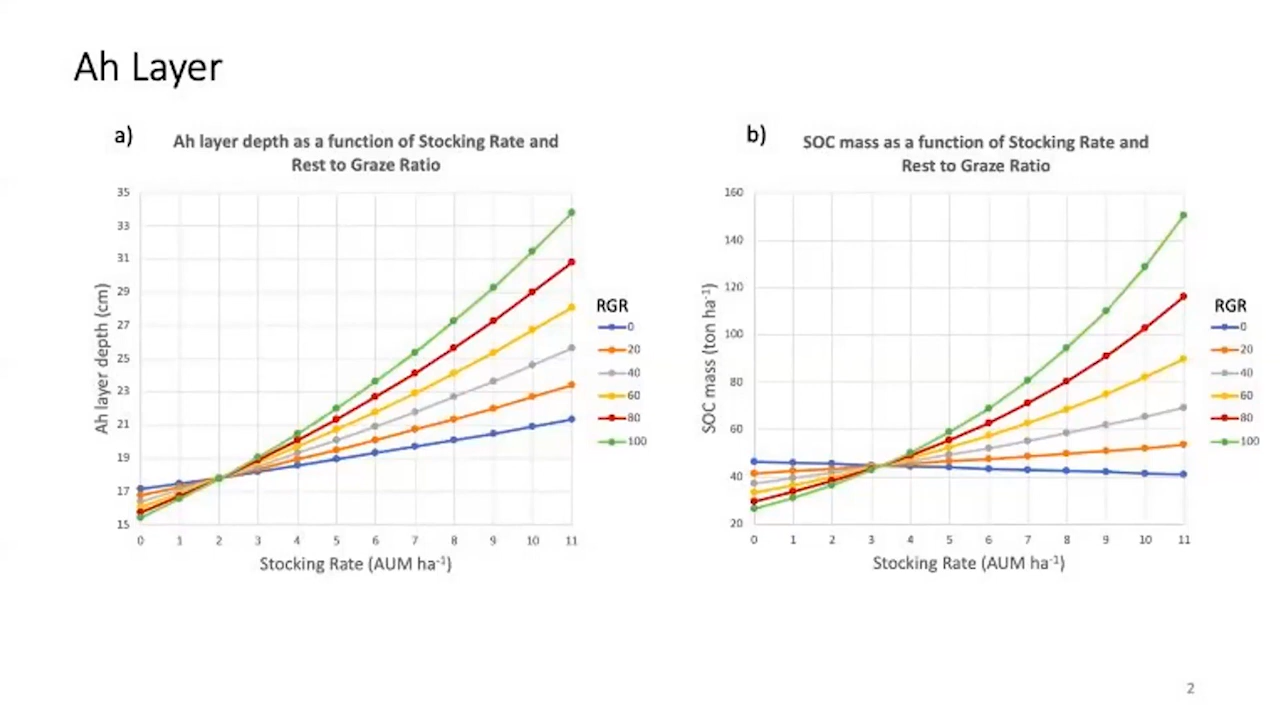 Ah Layer
a)
Ah layer depth as a function of Stocking Rate and
Rest to Graze Ratio
35
33
31
29
27
25
23
21
19
17
15
Ah layer depth (cm)
0 1 2 3 4 5 6 7 8 9 10 11
Stocking Rate (AUM ha⁻¹)
RGR
0
20
40
60
80
100
b)
SOC mass as a function of Stocking Rate and
Rest to Graze Ratio
160
140
120
100
80
60
40
20
SOC mass (ton ha⁻¹)
0 1 2 3 4 5 6 7 8 9 10 11
Stocking Rate (AUM ha⁻¹)
RGR
0
20
40
60
80
100
2